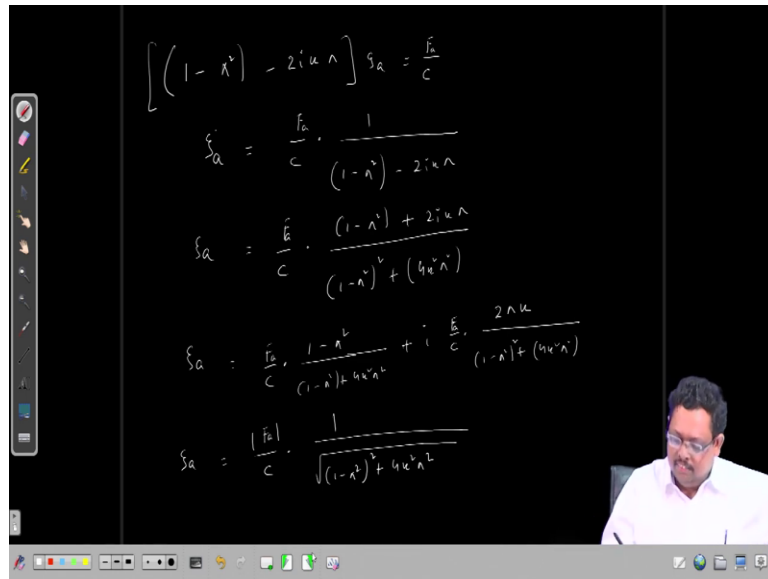 [(1 - n²) - 2iκn] ξa = Fa/C
ξa = Fa/C · 1/((1-n²) - 2iκn)
ξa = Fa/C · ((1-n²) + 2iκn)/((1-n²)² + (4κ²n²))
ξa = Fa/C · (1-n²)/((1-n²)+4κ²n²) + i Fa/C · 2nκ/((1-n²)² + (4κ²n²))
ξa = |Fa|/C · 1/√((1-n²)² + 4κ²n²)